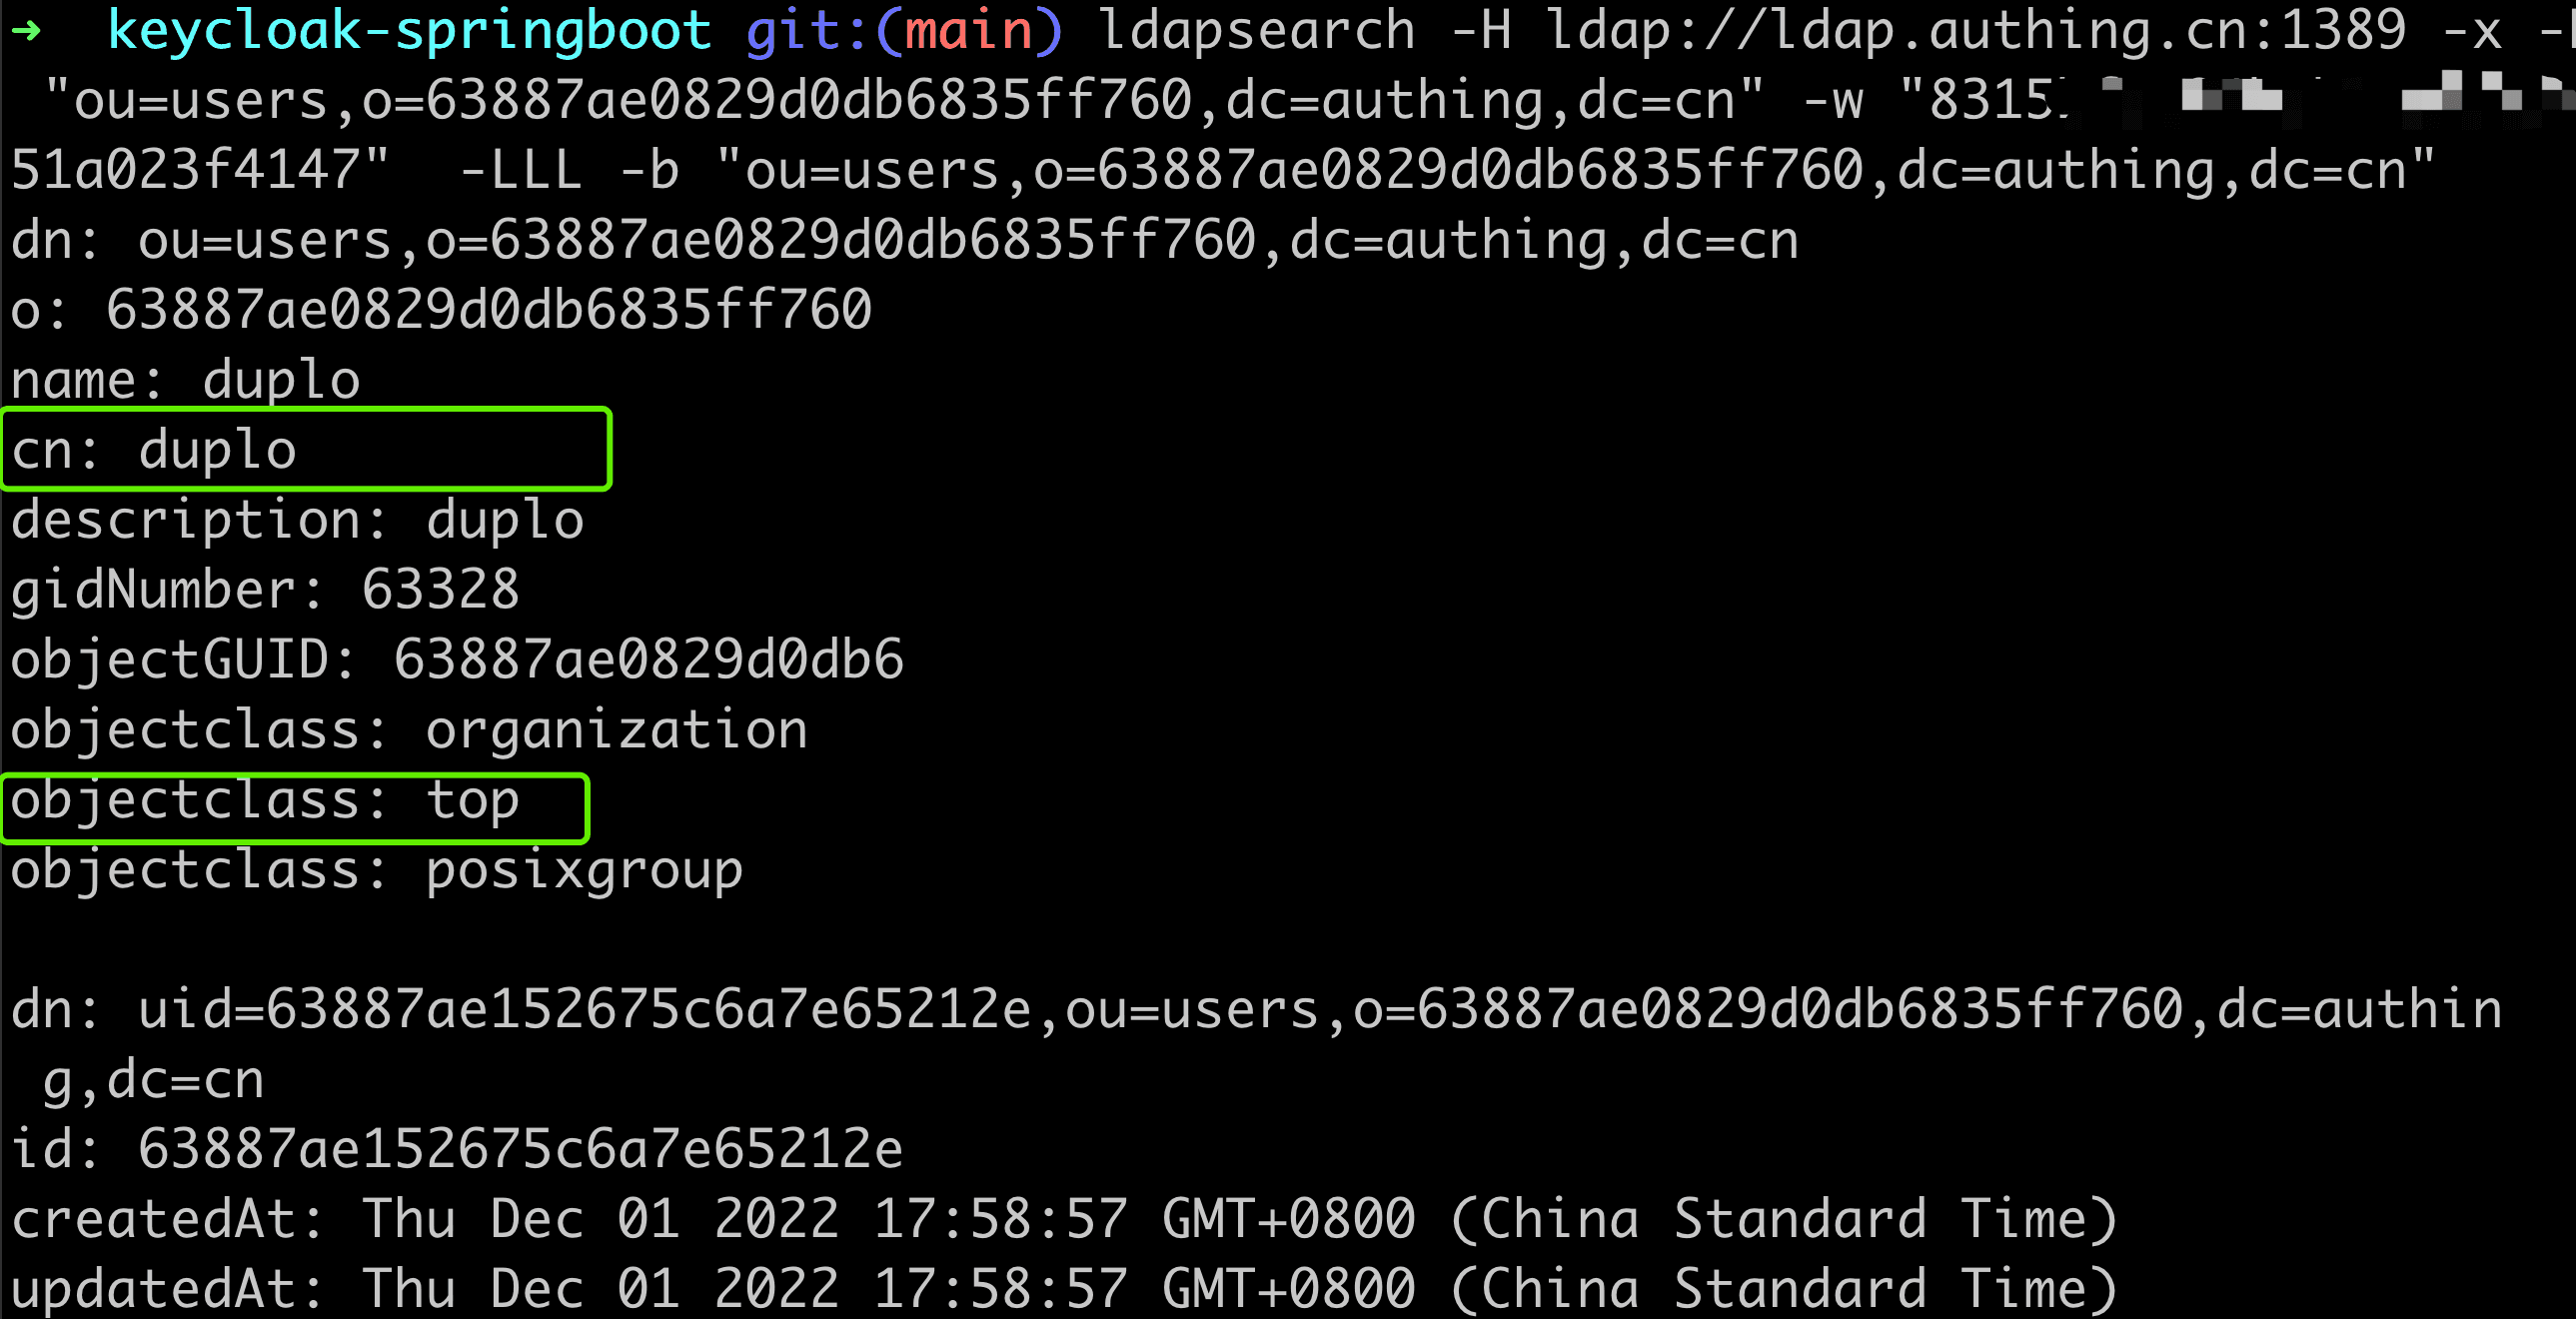 ➜  keycloak-springboot git:(main) ldapsearch -H ldap://ldap.authing.cn:1389 -x
"ou=users,o=63887ae0829d0db6835ff760,dc=authing,dc=cn" -w "8315
51a023f4147"  -LLL -b "ou=users,o=63887ae0829d0db6835ff760,dc=authing,dc=cn"
dn: ou=users,o=63887ae0829d0db6835ff760,dc=authing,dc=cn
o: 63887ae0829d0db6835ff760
name: duplo
cn: duplo
description: duplo
gidNumber: 63328
objectGUID: 63887ae0829d0db6
objectclass: organization
objectclass: top
objectclass: posixgroup
dn: uid=63887ae152675c6a7e65212e,ou=users,o=63887ae0829d0db6835ff760,dc=authin
g,dc=cn
id: 63887ae152675c6a7e65212e
createdAt: Thu Dec 01 2022 17:58:57 GMT+0800 (China Standard Time)
updatedAt: Thu Dec 01 2022 17:58:57 GMT+0800 (China Standard Time)